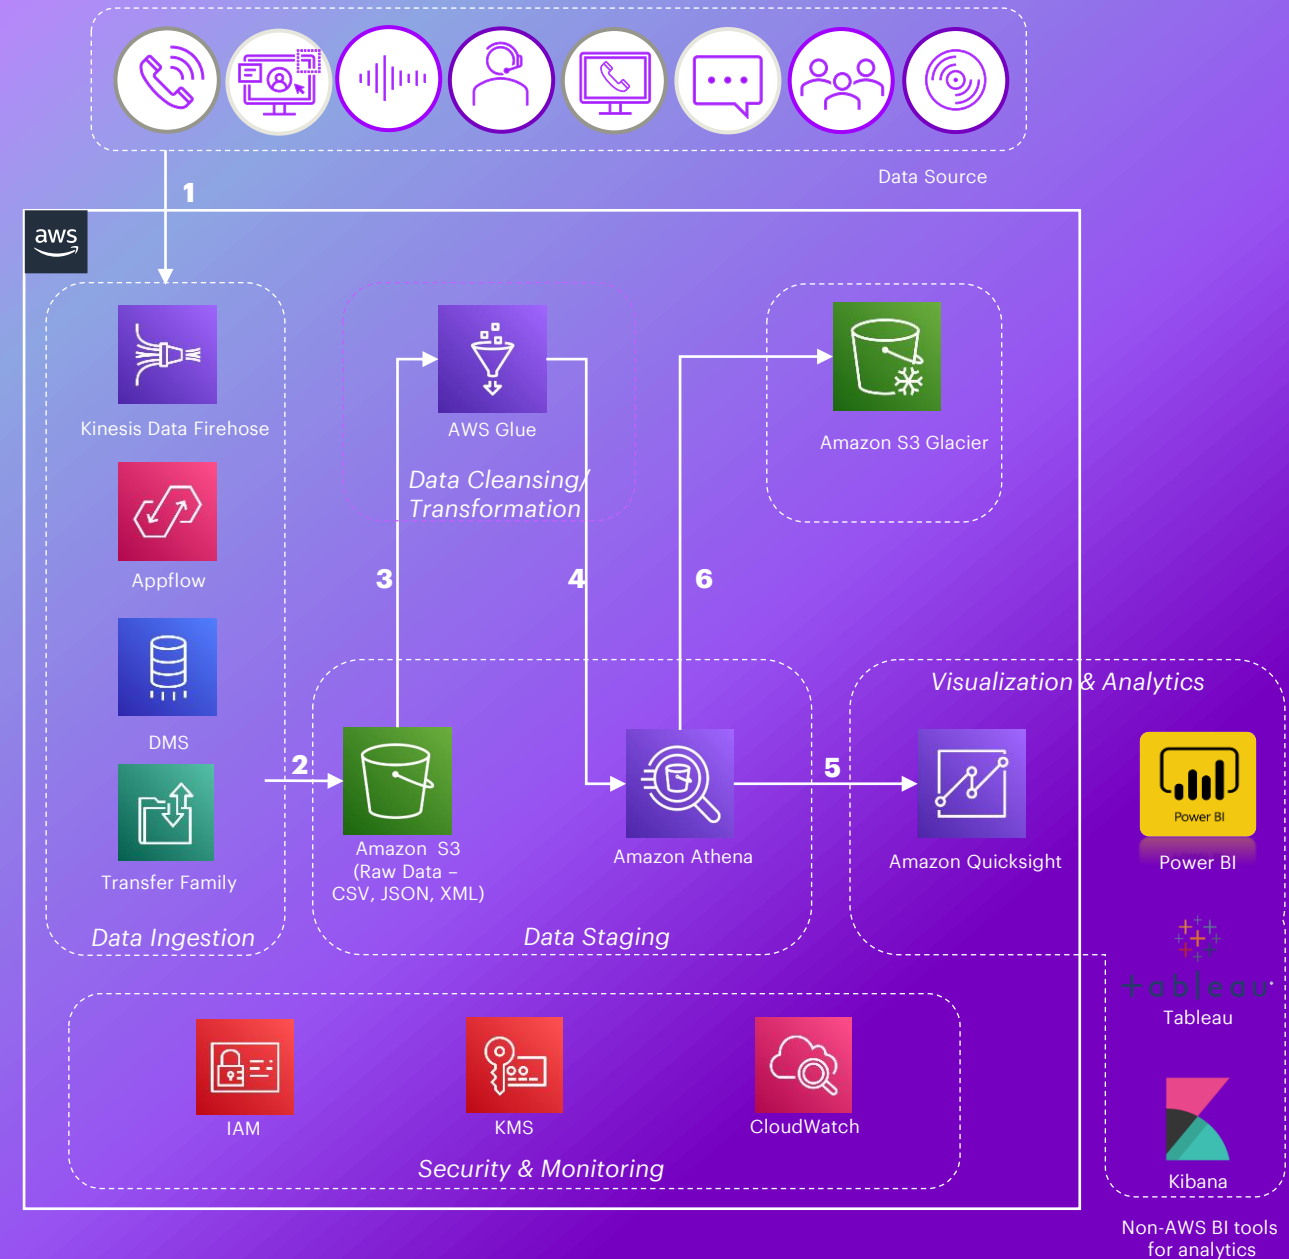 Data Source
1
aws
Kinesis Data Firehose
AWS Glue
Amazon S3 Glacier
Data Cleansing/
Transformation
Appflow
3
4
6
Visualization & Analytics
DMS
2
5
Power BI
Amazon S3
(Raw Data –
CSV, JSON, XML)
Amazon Athena
Amazon Quicksight
Power BI
Transfer Family
Data Ingestion
Data Staging
+ableau
Tableau
IAM
KMS
CloudWatch
Security & Monitoring
Kibana
Non-AWS BI tools
for analytics